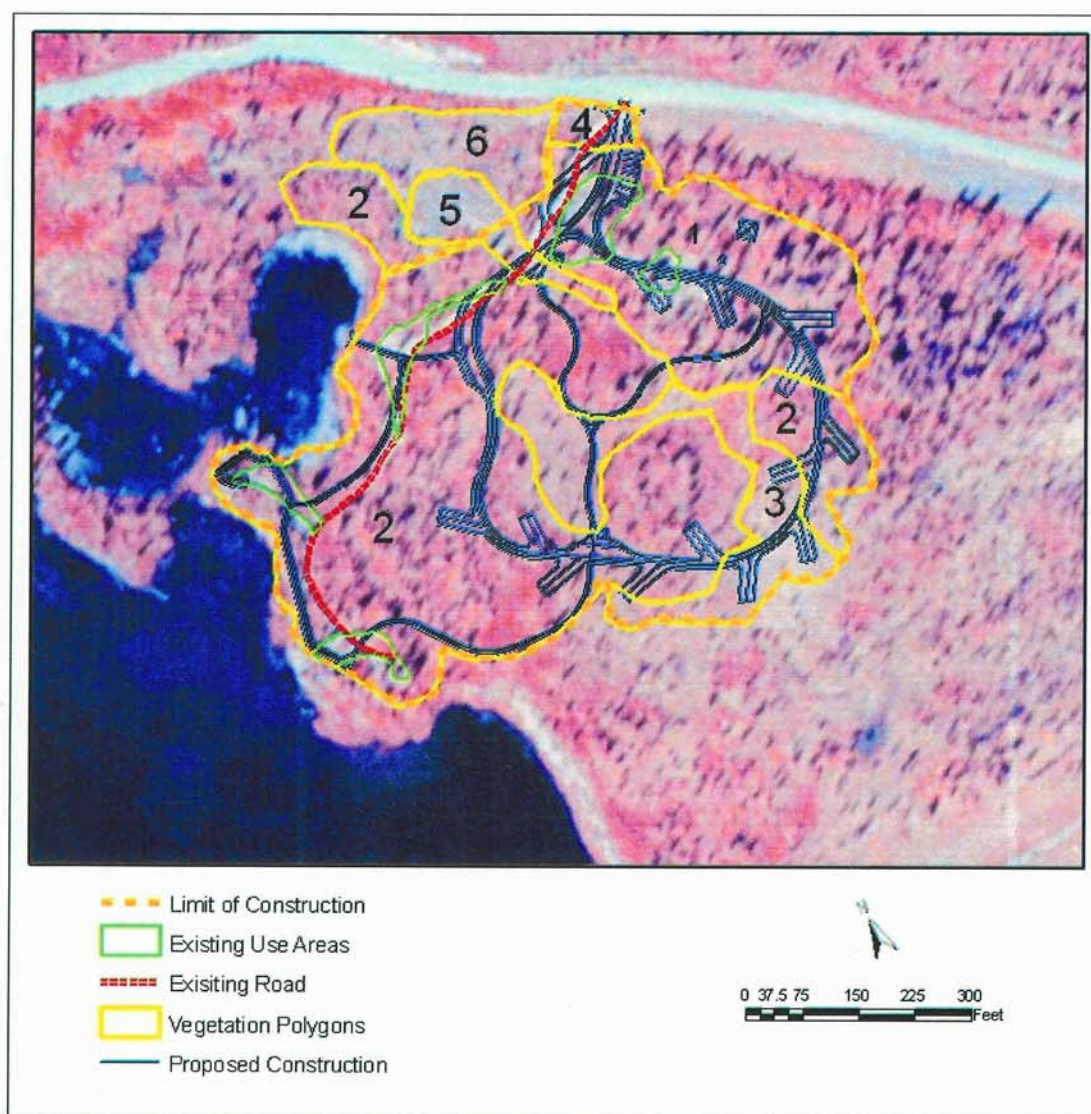 4
6
2
5
1
2
3
2
Limit of Construction
Existing Use Areas
Exisiting Road
Vegetation Polygons
Proposed Construction
N
0 37.5 75 150 225 300
Feet